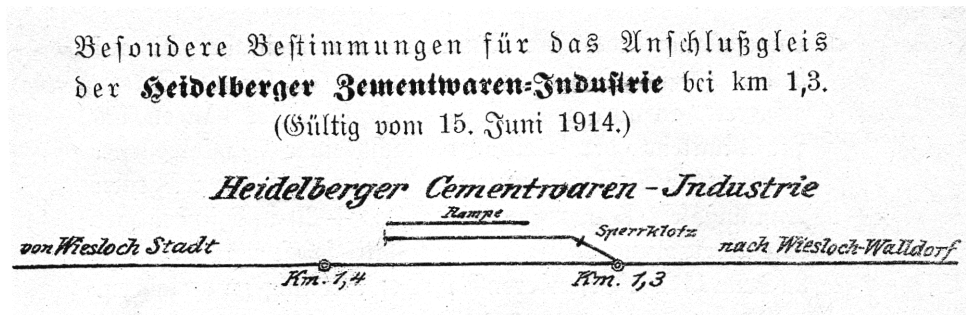 Besondere Bestimmungen für das Anschlußgleis
der Heidelberger Zementwaren-Industrie bei km 1,3.
(Gültig vom 15. Juni 1914.)
Heidelberger Cementwaren-Industrie
Rampe
Sperrklotz
von Wiesloch Stadt
nach Wiesloch-Walldorf
Km. 1,4
Km. 1,3